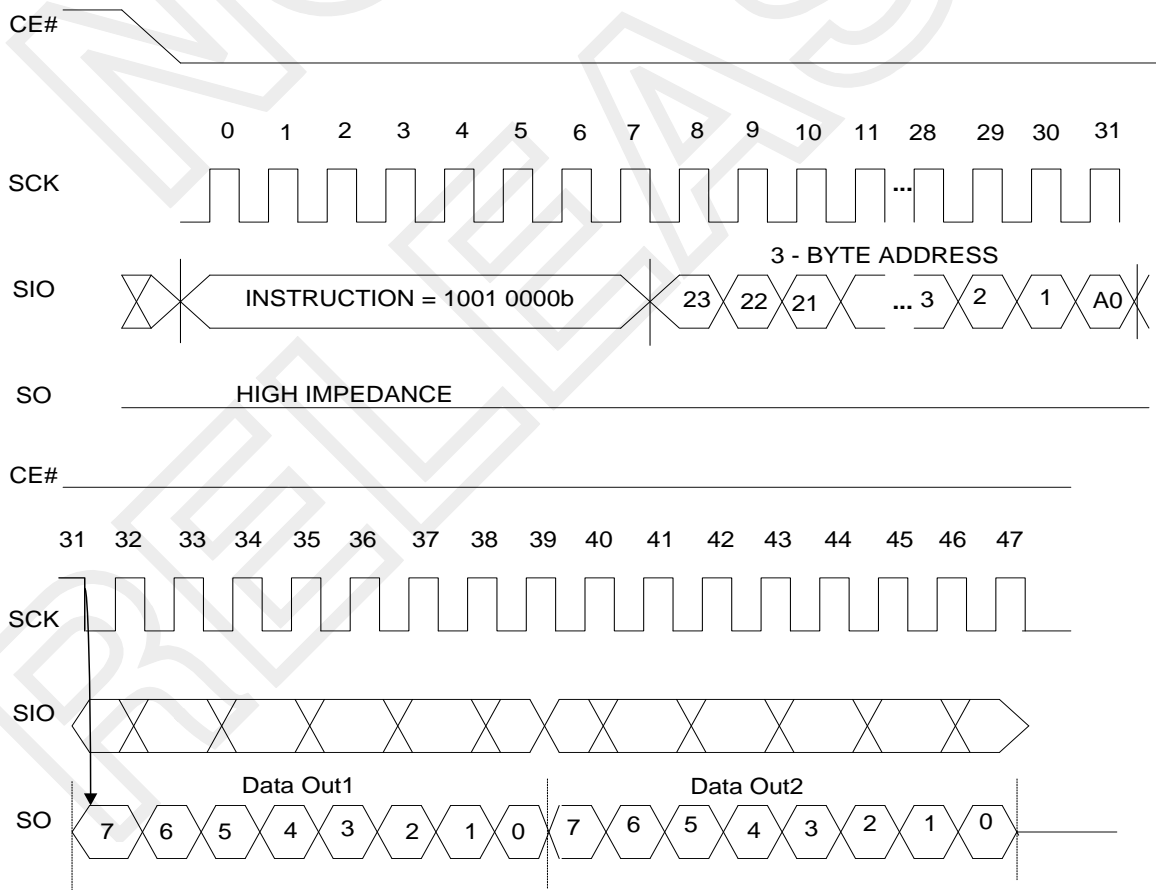 CE#
0 1 2 3 4 5 6 7 8 9 10 11 28 29 30 31
SCK ...
3 - BYTE ADDRESS
SIO INSTRUCTION = 1001 0000b 23 22 21 ... 3 2 1 A0
SO HIGH IMPEDANCE
CE#
31 32 33 34 35 36 37 38 39 40 41 42 43 44 45 46 47
SCK
SIO
Data Out1 Data Out2
SO 7 6 5 4 3 2 1 0 7 6 5 4 3 2 1 0